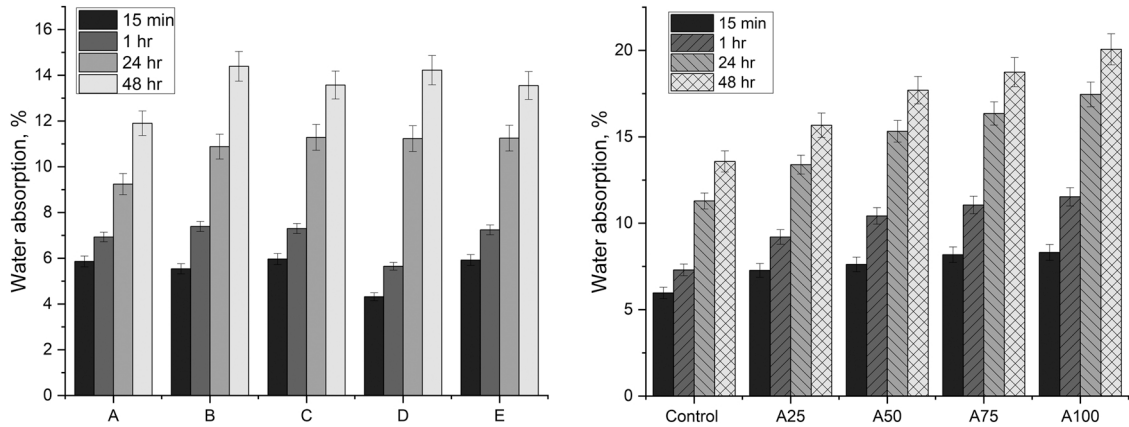 15 min
1 hr
24 hr
48 hr
Water absorption, %
18
16
14
12
10
8
6
4
2
0
A B C D E
15 min
1 hr
24 hr
48 hr
Water absorption, %
20
15
10
5
0
Control A25 A50 A75 A100